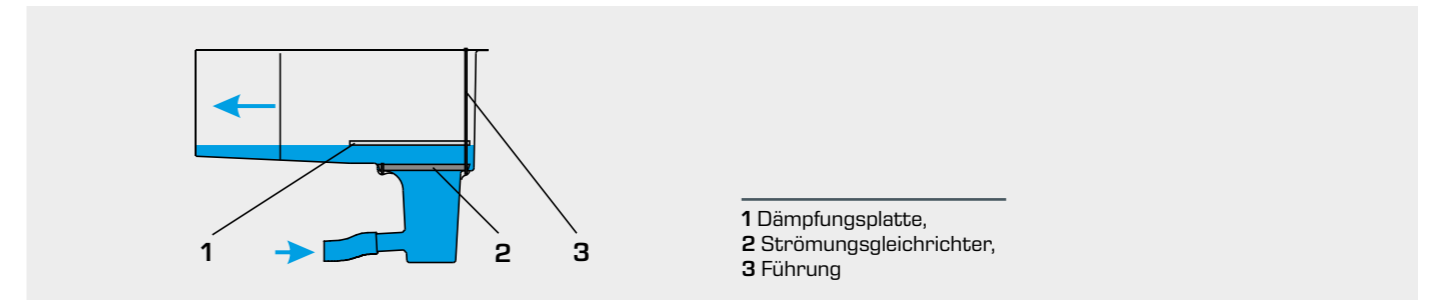 1
2
3
1 Dämpfungsplatte,
2 Strömungsgleichrichter,
3 Führung